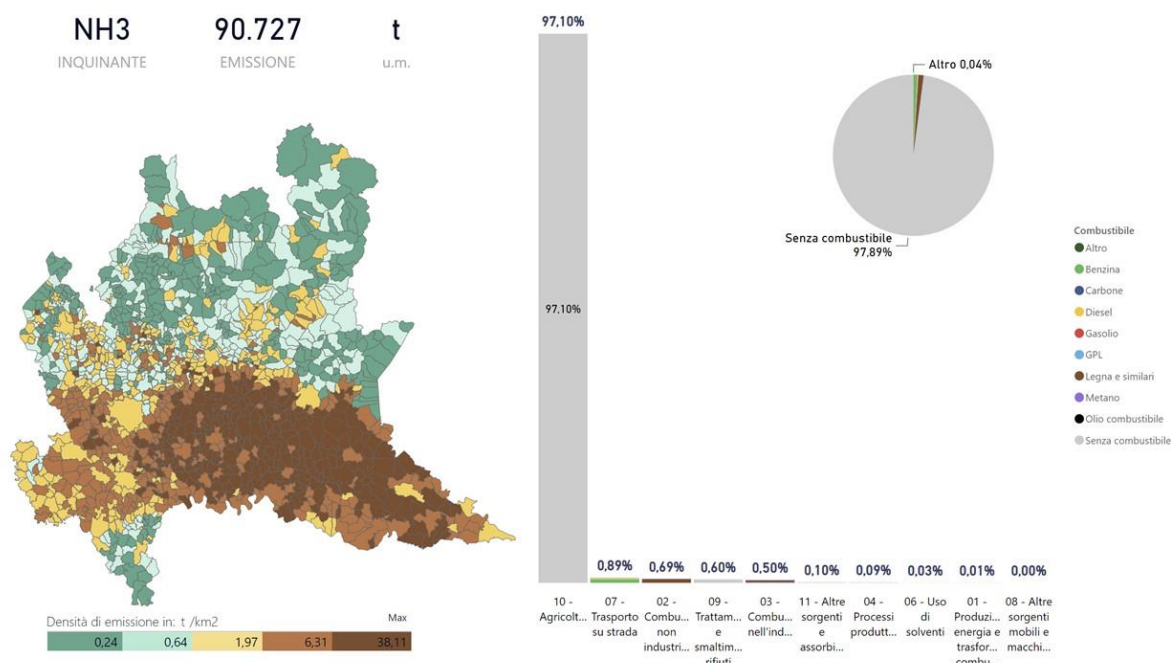 NH3 90.727 t
INQUINANTE EMISSIONE u.m.
Densità di emissione in: t /km2 Max
0,24 0,64 1,97 6,31 38,11
97,10%
97,10%
0,89% 0,69% 0,60% 0,50% 0,10% 0,09% 0,03% 0,01% 0,00%
10 -
Agricolt...
07 -
Trasporto
su strada
02 -
Combu...
non
industri...
09 -
Trattam...
e
smaltim...
rifiuti
03 -
Combu...
nell'ind...
11 - Altre
sorgenti
e
assorbi...
04 -
Processi
produtt...
06 - Uso
di
solventi
01 -
Produzi...
energia e
trasfor...
combu...
08 - Altre
sorgenti
mobili e
macchi...
Altro 0,04%
Senza combustibile
97,89%
Combustibile
Altro
Benzina
Carbone
Diesel
Gasolio
GPL
Legna e similari
Metano
Olio combustibile
Senza combustibile